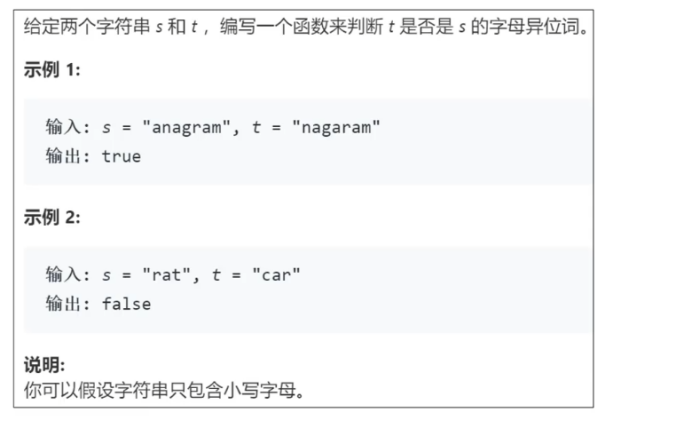 给定两个字符串 s 和 t ，编写一个函数来判断 t 是否是 s 的字母异位词。
示例 1:
输入: s = "anagram", t = "nagaram"
输出: true
示例 2:
输入: s = "rat", t = "car"
输出: false
说明:
你可以假设字符串只包含小写字母。